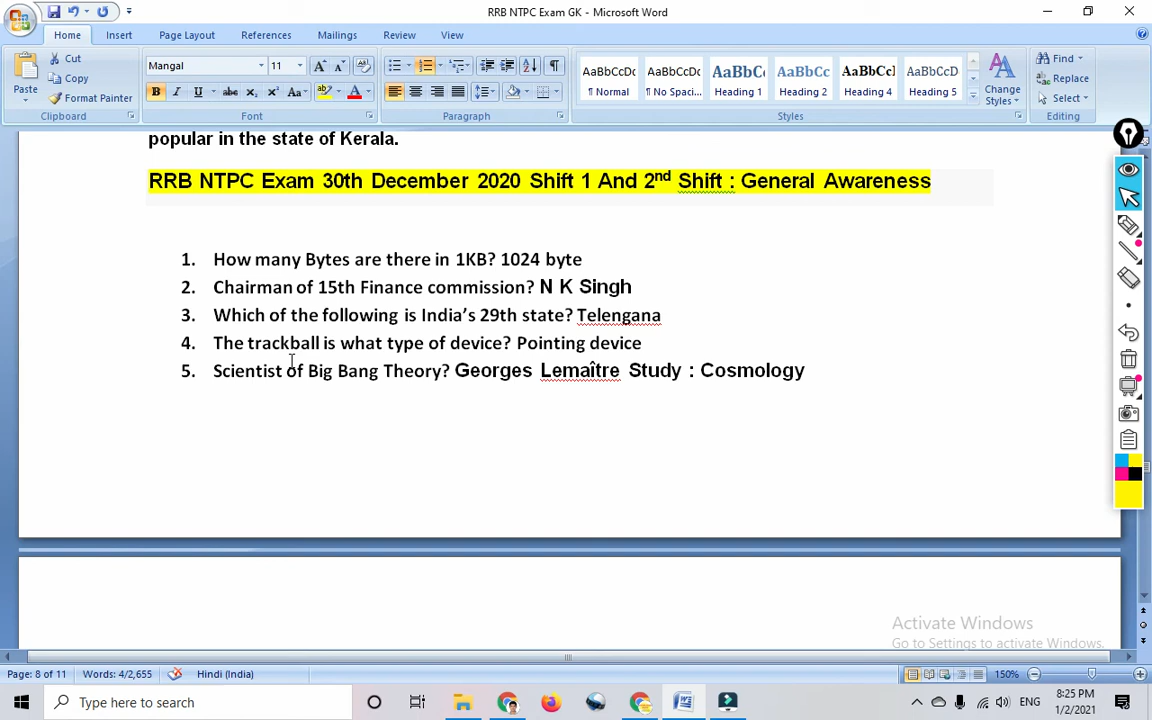 RRB NTPC Exam GK - Microsoft Word
Home Insert Page Layout References Mailings Review View
Paste Cut Copy Format Painter Clipboard
Mangal 11 Font
Paragraph
AaBbCcDc AaBbCcDc AaBbC AaBbCc AaBbCcI AaBbCcD
¶ Normal ¶ No Spaci... Heading 1 Heading 2 Heading 4 Heading 5
Styles
Change Styles
Find Replace Select Editing
popular in the state of Kerala.
RRB NTPC Exam 30th December 2020 Shift 1 And 2nd Shift : General Awareness
1. How many Bytes are there in 1KB? 1024 byte
2. Chairman of 15th Finance commission? N K Singh
3. Which of the following is India’s 29th state? Telengana
4. The trackball is what type of device? Pointing device
5. Scientist of Big Bang Theory? Georges Lemaître Study : Cosmology
Activate Windows
Go to Settings to activate Windows.
Page: 8 of 11 Words: 4/2,655 Hindi (India) 150%
Type here to search ENG 8:25 PM
1/2/2021